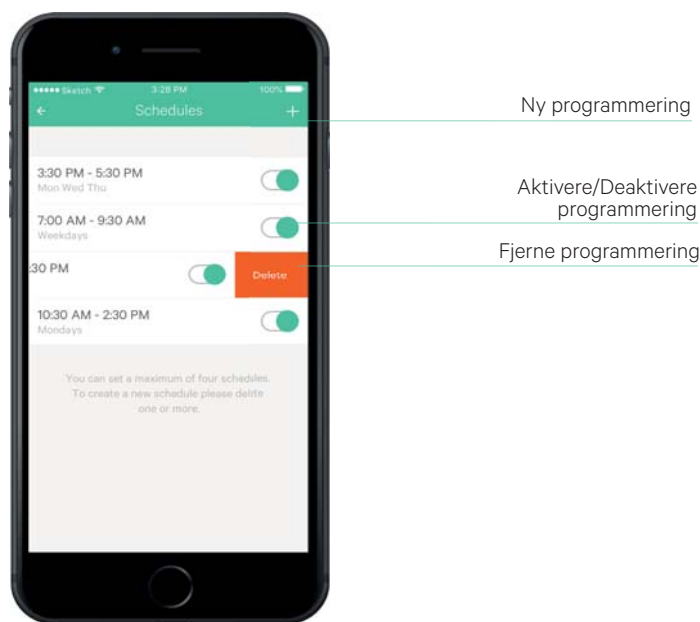 Sketch 3:28 PM 100%
Schedules
Ny programmering
3:30 PM - 5:30 PM
Mon Wed Thu
Aktivere/Deaktivere
programmering
7:00 AM - 9:30 AM
Weekdays
Fjerne programmering
:30 PM Delete
10:30 AM - 2:30 PM
Mondays
You can set a maximum of four schedules.
To create a new schedule please delete
one or more.